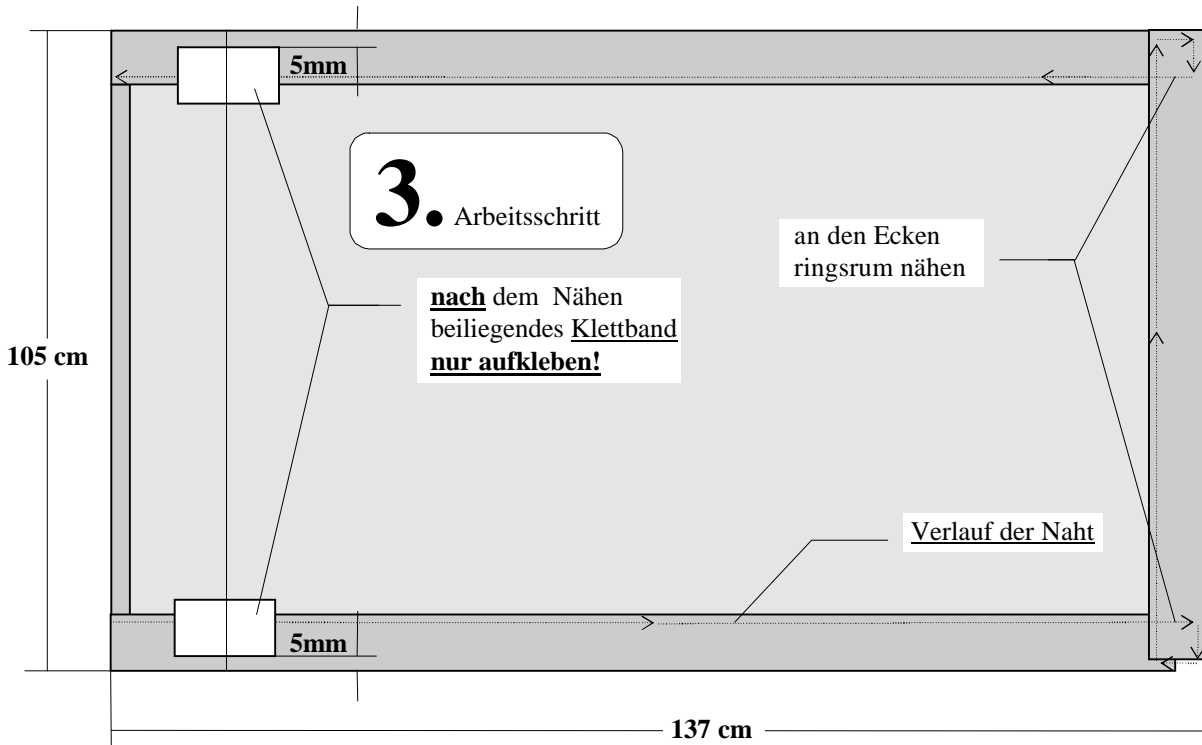 5mm
3. Arbeitsschritt
an den Ecken
ringsrum nähen
nach dem Nähen
beiliegendes Klettband
nur aufkleben!
105 cm
Verlauf der Naht
5mm
137 cm